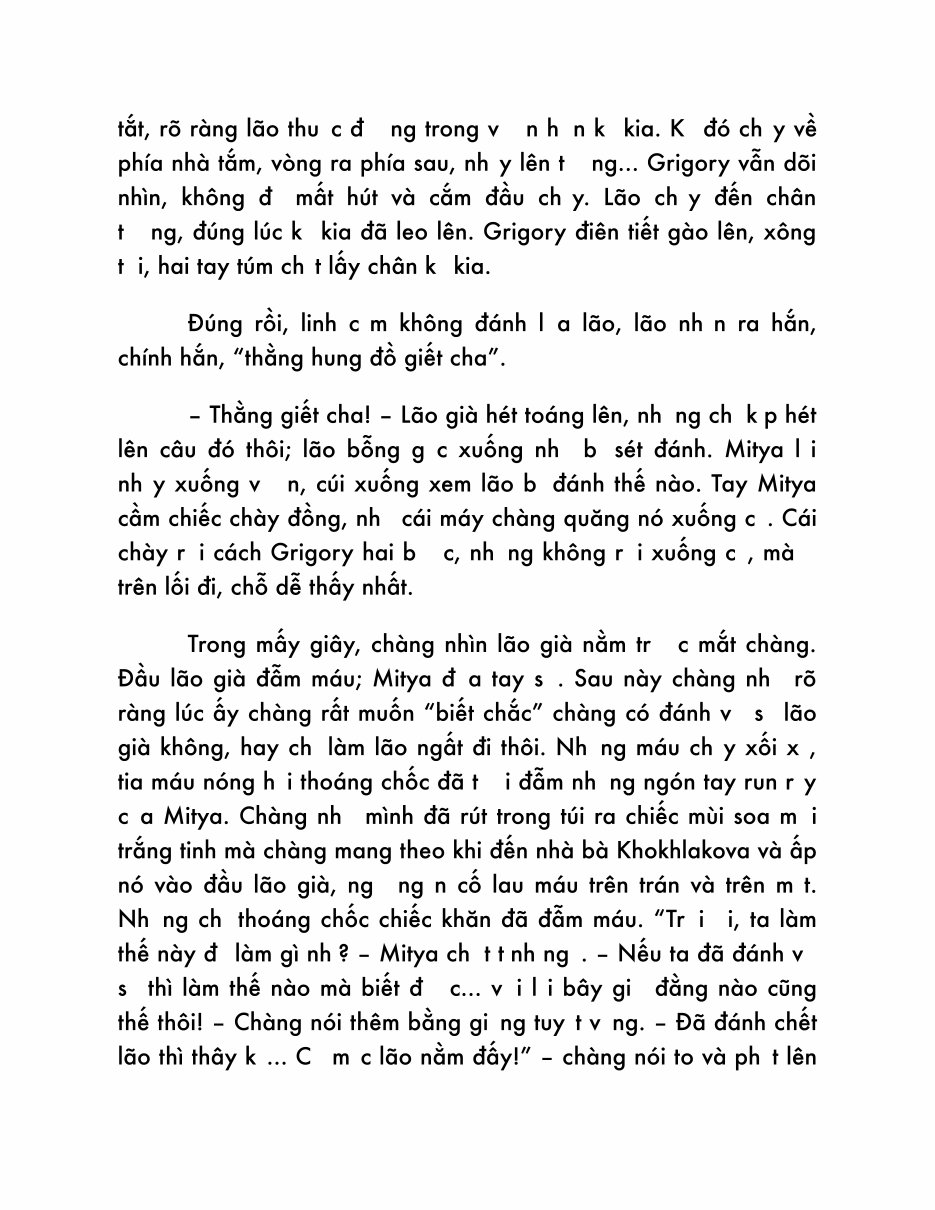 tắt, rõ ràng lão thu c đ ng trong v n h n k kia. K đó ch y về
phía nhà tắm, vòng ra phía sau, nh y lên t ng... Grigory vẫn dõi
nhìn, không đ mất hút và cắm đầu ch y. Lão ch y đến chân
t ng, đúng lúc k kia đã leo lên. Grigory điên tiết gào lên, xông
t i, hai tay túm ch t lấy chân k kia.
Đúng rồi, linh c m không đánh l a lão, lão nh n ra hắn,
chính hắn, “thằng hung đồ giết cha”.
– Thằng giết cha! – Lão già hét toáng lên, nh ng ch k p hét
lên câu đó thôi; lão bỗng g c xuống nh b sét đánh. Mitya l i
nh y xuống v n, cúi xuống xem lão b đánh thế nào. Tay Mitya
cầm chiếc chày đồng, nh cái máy chàng quăng nó xuống c . Cái
chày r i cách Grigory hai b c, nh ng không r i xuống c , mà
trên lối đi, chỗ dễ thấy nhất.
Trong mấy giây, chàng nhìn lão già nằm tr c mắt chàng.
Đầu lão già đẫm máu; Mitya đ a tay s . Sau này chàng nh rõ
ràng lúc ấy chàng rất muốn “biết chắc” chàng có đánh v s lão
già không, hay ch làm lão ngất đi thôi. Nh ng máu ch y xối x ,
tia máu nóng h i thoáng chốc đã t i đẫm nh ng ngón tay run r y
c a Mitya. Chàng nh mình đã rút trong túi ra chiếc mùi soa m i
trắng tinh mà chàng mang theo khi đến nhà bà Khokhlakova và ấp
nó vào đầu lão già, ng ng n cố lau máu trên trán và trên m t.
Nh ng ch thoáng chốc chiếc khăn đã đẫm máu. “Tr i i, ta làm
thế này đ làm gì nh ? – Mitya ch t t nh ng . – Nếu ta đã đánh v
s thì làm thế nào mà biết đ c... v i l i bây gi đằng nào cũng
thế thôi! – Chàng nói thêm bằng gi ng tuy t v ng. – Đã đánh chết
lão thì thây k ... C m c lão nằm đấy!” – chàng nói to và ph t lên